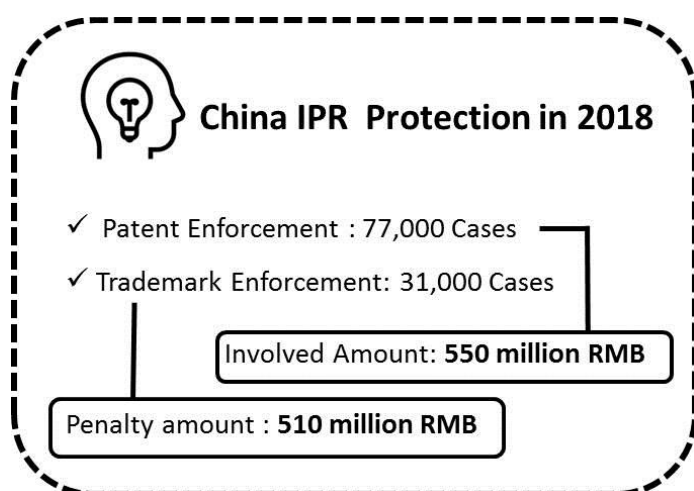 China IPR Protection in 2018
✓ Patent Enforcement : 77,000 Cases
✓ Trademark Enforcement: 31,000 Cases
Involved Amount: 550 million RMB
Penalty amount : 510 million RMB